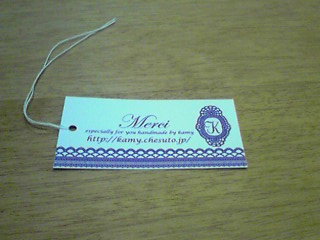 Merci
especially for you handmade by kamy
http://kamy.chesuto.jp/
K